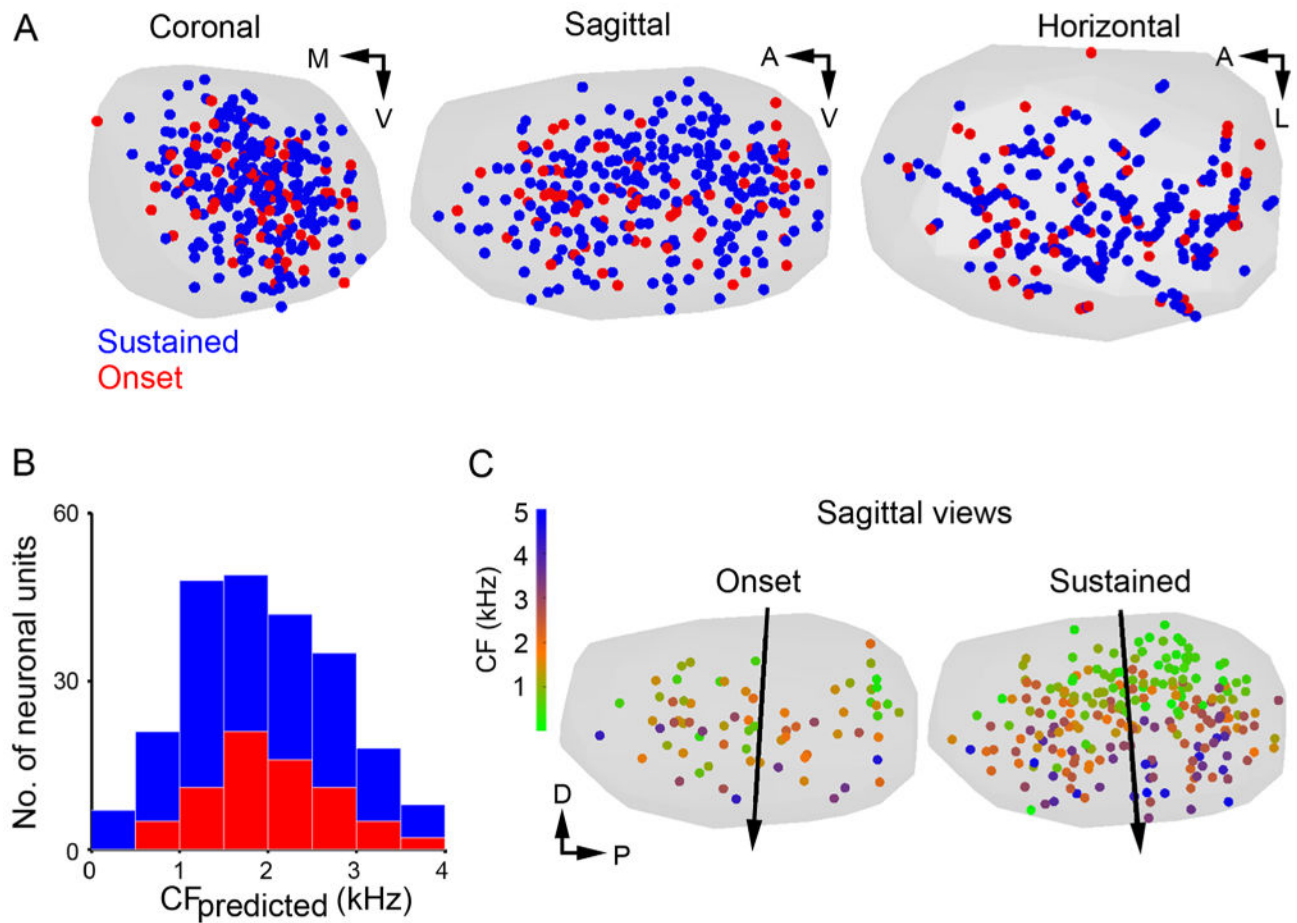 A
Coronal
Sagittal
Horizontal
M
V
A
V
A
L
Sustained
Onset
B
C
60
30
0
No. of neuronal units
0 1 2 3 4
CFpredicted (kHz)
Sagittal views
5
4
3
2
1
CF (kHz)
Onset
Sustained
D
P